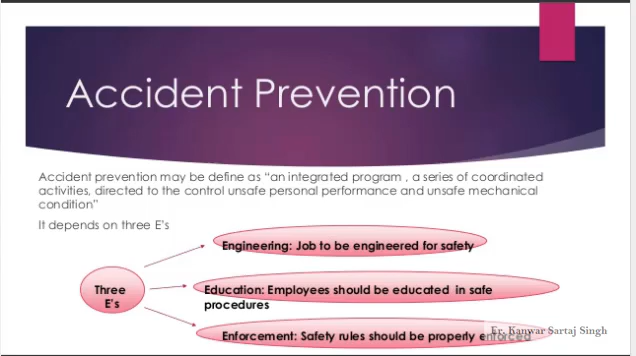 Accident Prevention
Accident prevention may be define as “an integrated program , a series of coordinated
activities, directed to the control unsafe personal performance and unsafe mechanical
condition”
It depends on three E's
Engineering: Job to be engineered for safety
Three
E's
Education: Employees should be educated in safe
procedures
Enforcement: Safety rules should be properly enforced
Er. Kanwar Sartaj Singh